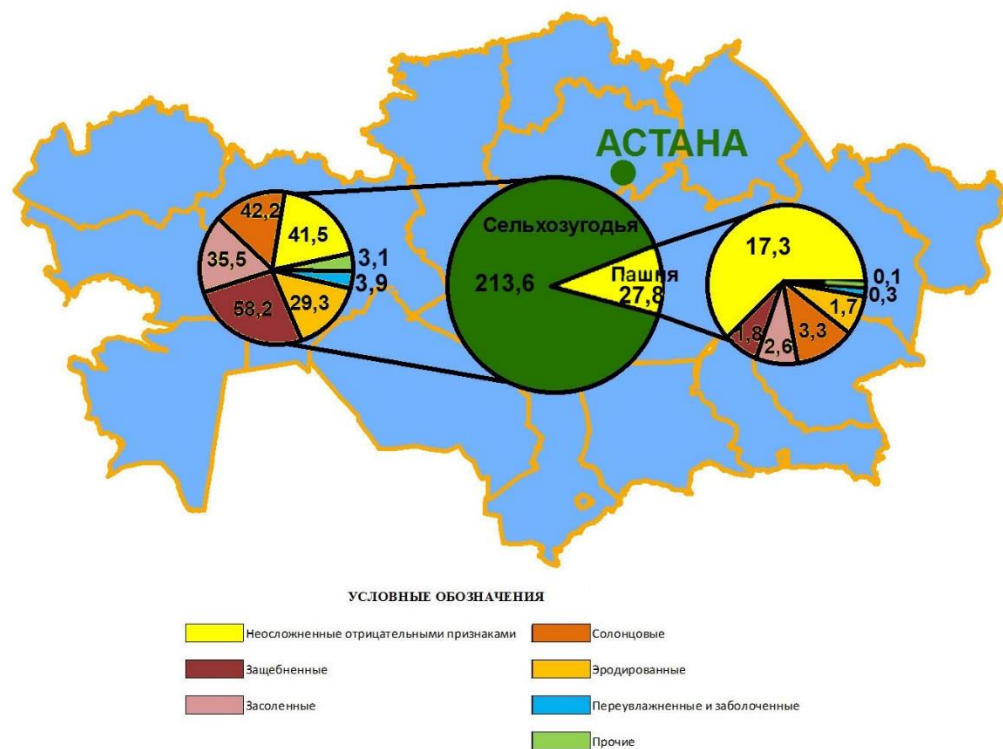 АСТАНА
Сельхозугодья
213,6
Пашня
27,8
42,2
41,5
3,1
3,9
29,3
58,2
35,5
17,3
0,1
0,3
1,7
3,3
2,6
1,8
УСЛОВНЫЕ ОБОЗНАЧЕНИЯ
Неосложненные отрицательными признаками
Защебненные
Засоленные
Солонцовые
Эродированные
Переувлажненные и заболоченные
Прочие